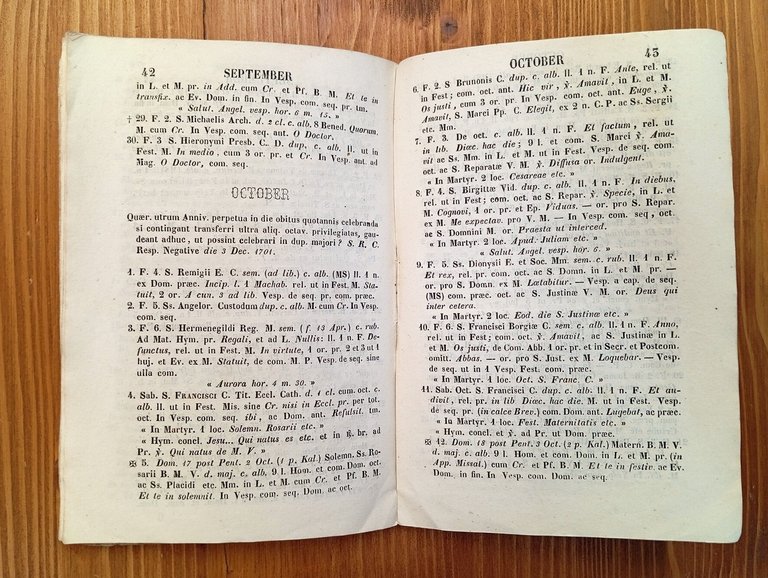 42 SEPTEMBER
in L. et M. pr. in Add. cum Cr. et Pf. B. M. Et te in
transfix. ac Ev. Dom. in fin. In Vesp. com. seq. pr. tm.
« Salut. Angel. vesp. hor. 6 m. 15. »
† 29. F. 2. S Michaelis Arch. d. 2 cl. c. alb. 8 Bened. Quorum.
M. cum Cr. In Vesp. com. seq. ant. O Doctor.
30. F. 3 S Hieronymi Presb. C. D. dup. c. alb. ll. ut in
Fest. M. In medio. cum 3 or. pr. et Cr. In Vesp. ant. ad
Mag. O Doctor, com. seq.
OCTOBER
Quær. utrum Anniv. perpetua in die obitus quotannis celebranda
si contingant transferri ultra aliq. octav. privilegiatas, gau-
deant adhuc, ut possint celebrari in dup. majori? S. R. C.
Resp. Negative die 3 Dec. 1701.
1. F. 4. S. Remigii E. C. sem. (ad lib.) c. alb. (MS) ll. 1 n.
ex Dom. præc. Incip. l. 1 Machab. rel. ut in Fest. M. Sta-
tuit, 2 or. A cun. 3 ad lib. Vesp. de seq. pr. com. præc.
2. F. 5. Ss. Angelor. Custodum dup. c. alb. M. cum Cr. In Vesp.
com. seq.
3. F. 6. S. Hermenegildi Reg. M. sem. (f. 13 Apr.) c. rub.
Ad Mat. Hym. pr. Regali, et ad L. Nullis: ll. 1 n. F. De-
functus, rel. ut in Fest. M. In virtute, 1 or. pr. 2 et 3 ut 1
huj. et Ev. ex M. Statuit, de com. M. P. Vesp. de seq. sine
ulla com.
« Aurora hor. 4 m. 30. »
4. Sab. S. FRANCISCI C. Tit. Eccl. Cath. d. 1 cl. cum. oct. c.
alb. ll. ut in Fest. Mis. sine Cr. nisi in Eccl. pr. per tot.
oct. In Vesp. com. seq. ibi, ac Dom. ant. Refulsit. tm.
« In Martyr. 1 loc. Solemn. Rosarii etc. »
« Hym. concl. Jesu... Qui natus es etc. et in ℟. br. ad
Pr. ℣. Qui natus de M. V. »
✠ 5. Dom. 17 post Pent. 2 Oct. (1 p. Kal.) Solemn. Ss. Ro-
sarii B. M. V. d. maj. c. alb. 9 l. Hom. et com. Dom. oct.
ac Ss. Placidi etc. Mm. in L. et M. cum Cr. et Pf. B. M.
Et te in solemnit. In Vesp. com. seq. Dom. ac oct.
OCTOBER 43
6. F. 2. S Brunonis C. dup. c. alb. ll. 1 n. F. Ante, rel. ut
in Fest; com. oct. ant. Hic vir, ℣. Amavit, in L. et M.
Os justi, cum 3 or. pr. In Vesp. com. oct. ant. Euge, ℣.
Amavit, S. Marci Pp. C. Elegit, ex 2 n. C. P. ac Ss. Sergii
etc. Mm.
7. F. 3. De oct. c. alb. ll. 1 n. F. Et factum, rel. ut
in lib. Diæc. hac die; 9 l. et com. S. Marci ℣. Ama-
vit ac Ss. Mm. in L. et M. ut in Fest. Vesp. de seq. com.
oct. ac S. Reparatæ V. M. ℣. Diffusa or. Indulgent.
« In Martyr. 2 loc. Cesareae etc. »
8. F. 4. S. Birgittæ Vid. dup. c. alb. ll. 1 n. F. In diebus,
rel. ut in Fest; com. oct. ac S. Repar. ℣. Specie, in L. et
M. Cognovi, 1 or. pr. et Ep. Viduas. — or. pro S. Repar.
ex M. Me expectav. pro V. M. — In Vesp. com. seq, oct.
ac S. Domnini M. or. Praesta ut interced.
« In Martyr. 2 loc. Apud Juliam etc. »
« Salut. Angel. vesp. hor. 6. »
9. F. 5. Ss. Dionysii E. et Soc. Mm. sem. c. rub. ll. 1 n. F.
Et rex, rel. pr. com. oct. ac S. Domn. in L. et M. pr. —
or. pro S. Domn. ex M. Lætabitur. — Vesp. a cap. de seq.
(MS) com. præc. oct. ac S. Justinæ V. M. or. Deus qui
inter cetera.
« In Martyr. 2 loc. Eod. die S. Justinæ etc. »
10. F. 6. S. Francisci Borgiæ C. sem. c. alb. ll. 1 n. F. Anno,
rel. ut in Fest; com. oct. ℣. Amavit, ac S. Justinæ in L.
et M. Os justi, de Com. Abb. 1 or. pr. et in Secr. et Postcom.
omitt. Abbas. — or. pro S. Just. ex M. Loquebar. — Vesp.
de seq. ut in 1 Vesp. Fest. com. præc.
« In Martyr. 1 loc. Oct. S. Franc. C. »
11. Sab. Oct. S. Francisci C. dup. c. alb. ll. 1 n. F. Et au-
divit, rel. pr. in lib Diæc. hac die. M. ut in Fest. Vesp.
de seq. pr. (in calce Brev.) com. Dom. ant. Lugebat, ac præc.
« In Martyr. 1 loc. Fest. Maternitatis etc. »
« Hym. concl. et ℣. ad Pr. ut Dom. præc.
✠ 12. Dom. 18 post Pent. 3 Oct. (2 p. Kal.) Matern. B. M. V.
d. maj. c. alb. 9 l. Hom. et com. Dom. in L. et M. pr. (in
App. Missal.) cum Cr. et Pf. B. M. Et te in festiv. ac Ev.
Dom. in fin. In Vesp. com. Dom. ac seq.